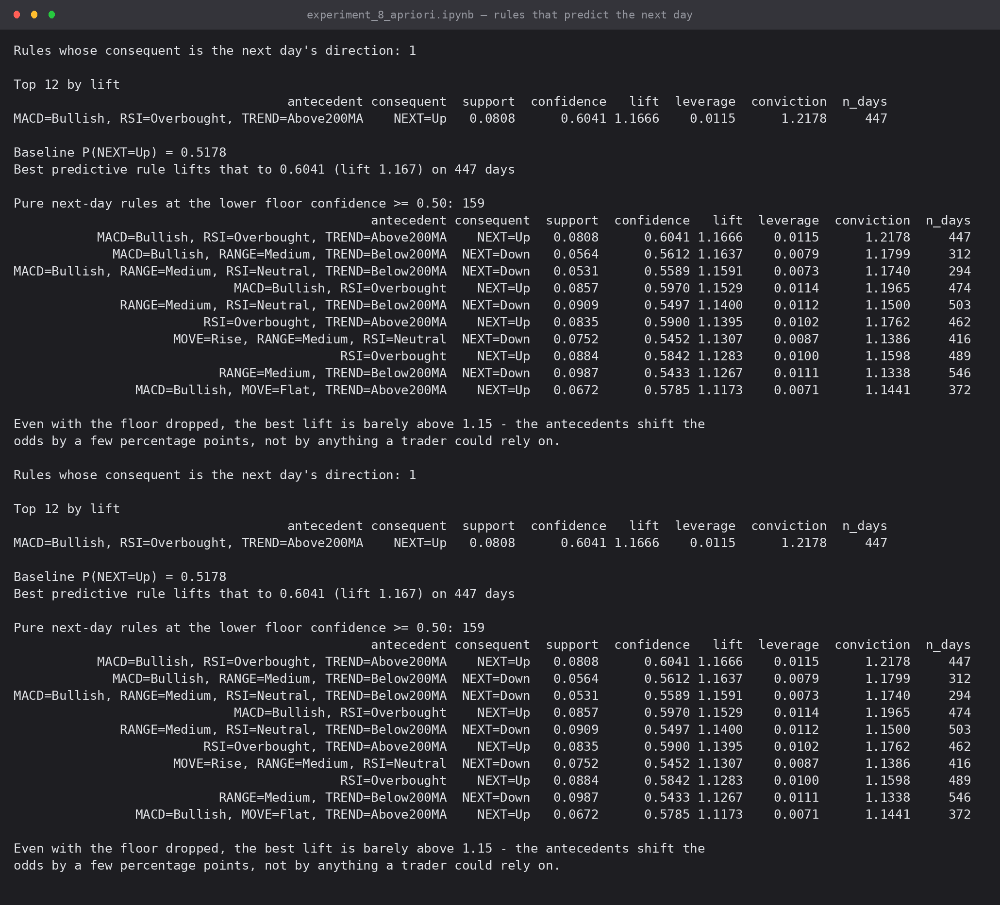 experiment_8_apriori.ipynb — rules that predict the next day
Rules whose consequent is the next day's direction: 1
Top 12 by lift
antecedent consequent support confidence lift leverage conviction n_days
MACD=Bullish, RSI=Overbought, TREND=Above200MA NEXT=Up 0.0808 0.6041 1.1666 0.0115 1.2178 447
Baseline P(NEXT=Up) = 0.5178
Best predictive rule lifts that to 0.6041 (lift 1.167) on 447 days
Pure next-day rules at the lower floor confidence >= 0.50: 159
antecedent consequent support confidence lift leverage conviction n_days
MACD=Bullish, RSI=Overbought, TREND=Above200MA NEXT=Up 0.0808 0.6041 1.1666 0.0115 1.2178 447
MACD=Bullish, RANGE=Medium, TREND=Below200MA NEXT=Down 0.0564 0.5612 1.1637 0.0079 1.1799 312
MACD=Bullish, RANGE=Medium, RSI=Neutral, TREND=Below200MA NEXT=Down 0.0531 0.5589 1.1591 0.0073 1.1740 294
MACD=Bullish, RSI=Overbought NEXT=Up 0.0857 0.5970 1.1529 0.0114 1.1965 474
RANGE=Medium, RSI=Neutral, TREND=Below200MA NEXT=Down 0.0909 0.5497 1.1400 0.0112 1.1500 503
RSI=Overbought, TREND=Above200MA NEXT=Up 0.0835 0.5900 1.1395 0.0102 1.1762 462
MOVE=Rise, RANGE=Medium, RSI=Neutral NEXT=Down 0.0752 0.5452 1.1307 0.0087 1.1386 416
RSI=Overbought NEXT=Up 0.0884 0.5842 1.1283 0.0100 1.1598 489
RANGE=Medium, TREND=Below200MA NEXT=Down 0.0987 0.5433 1.1267 0.0111 1.1338 546
MACD=Bullish, MOVE=Flat, TREND=Above200MA NEXT=Up 0.0672 0.5785 1.1173 0.0071 1.1441 372
Even with the floor dropped, the best lift is barely above 1.15 - the antecedents shift the
odds by a few percentage points, not by anything a trader could rely on.
Rules whose consequent is the next day's direction: 1
Top 12 by lift
antecedent consequent support confidence lift leverage conviction n_days
MACD=Bullish, RSI=Overbought, TREND=Above200MA NEXT=Up 0.0808 0.6041 1.1666 0.0115 1.2178 447
Baseline P(NEXT=Up) = 0.5178
Best predictive rule lifts that to 0.6041 (lift 1.167) on 447 days
Pure next-day rules at the lower floor confidence >= 0.50: 159
antecedent consequent support confidence lift leverage conviction n_days
MACD=Bullish, RSI=Overbought, TREND=Above200MA NEXT=Up 0.0808 0.6041 1.1666 0.0115 1.2178 447
MACD=Bullish, RANGE=Medium, TREND=Below200MA NEXT=Down 0.0564 0.5612 1.1637 0.0079 1.1799 312
MACD=Bullish, RANGE=Medium, RSI=Neutral, TREND=Below200MA NEXT=Down 0.0531 0.5589 1.1591 0.0073 1.1740 294
MACD=Bullish, RSI=Overbought NEXT=Up 0.0857 0.5970 1.1529 0.0114 1.1965 474
RANGE=Medium, RSI=Neutral, TREND=Below200MA NEXT=Down 0.0909 0.5497 1.1400 0.0112 1.1500 503
RSI=Overbought, TREND=Above200MA NEXT=Up 0.0835 0.5900 1.1395 0.0102 1.1762 462
MOVE=Rise, RANGE=Medium, RSI=Neutral NEXT=Down 0.0752 0.5452 1.1307 0.0087 1.1386 416
RSI=Overbought NEXT=Up 0.0884 0.5842 1.1283 0.0100 1.1598 489
RANGE=Medium, TREND=Below200MA NEXT=Down 0.0987 0.5433 1.1267 0.0111 1.1338 546
MACD=Bullish, MOVE=Flat, TREND=Above200MA NEXT=Up 0.0672 0.5785 1.1173 0.0071 1.1441 372
Even with the floor dropped, the best lift is barely above 1.15 - the antecedents shift the
odds by a few percentage points, not by anything a trader could rely on.